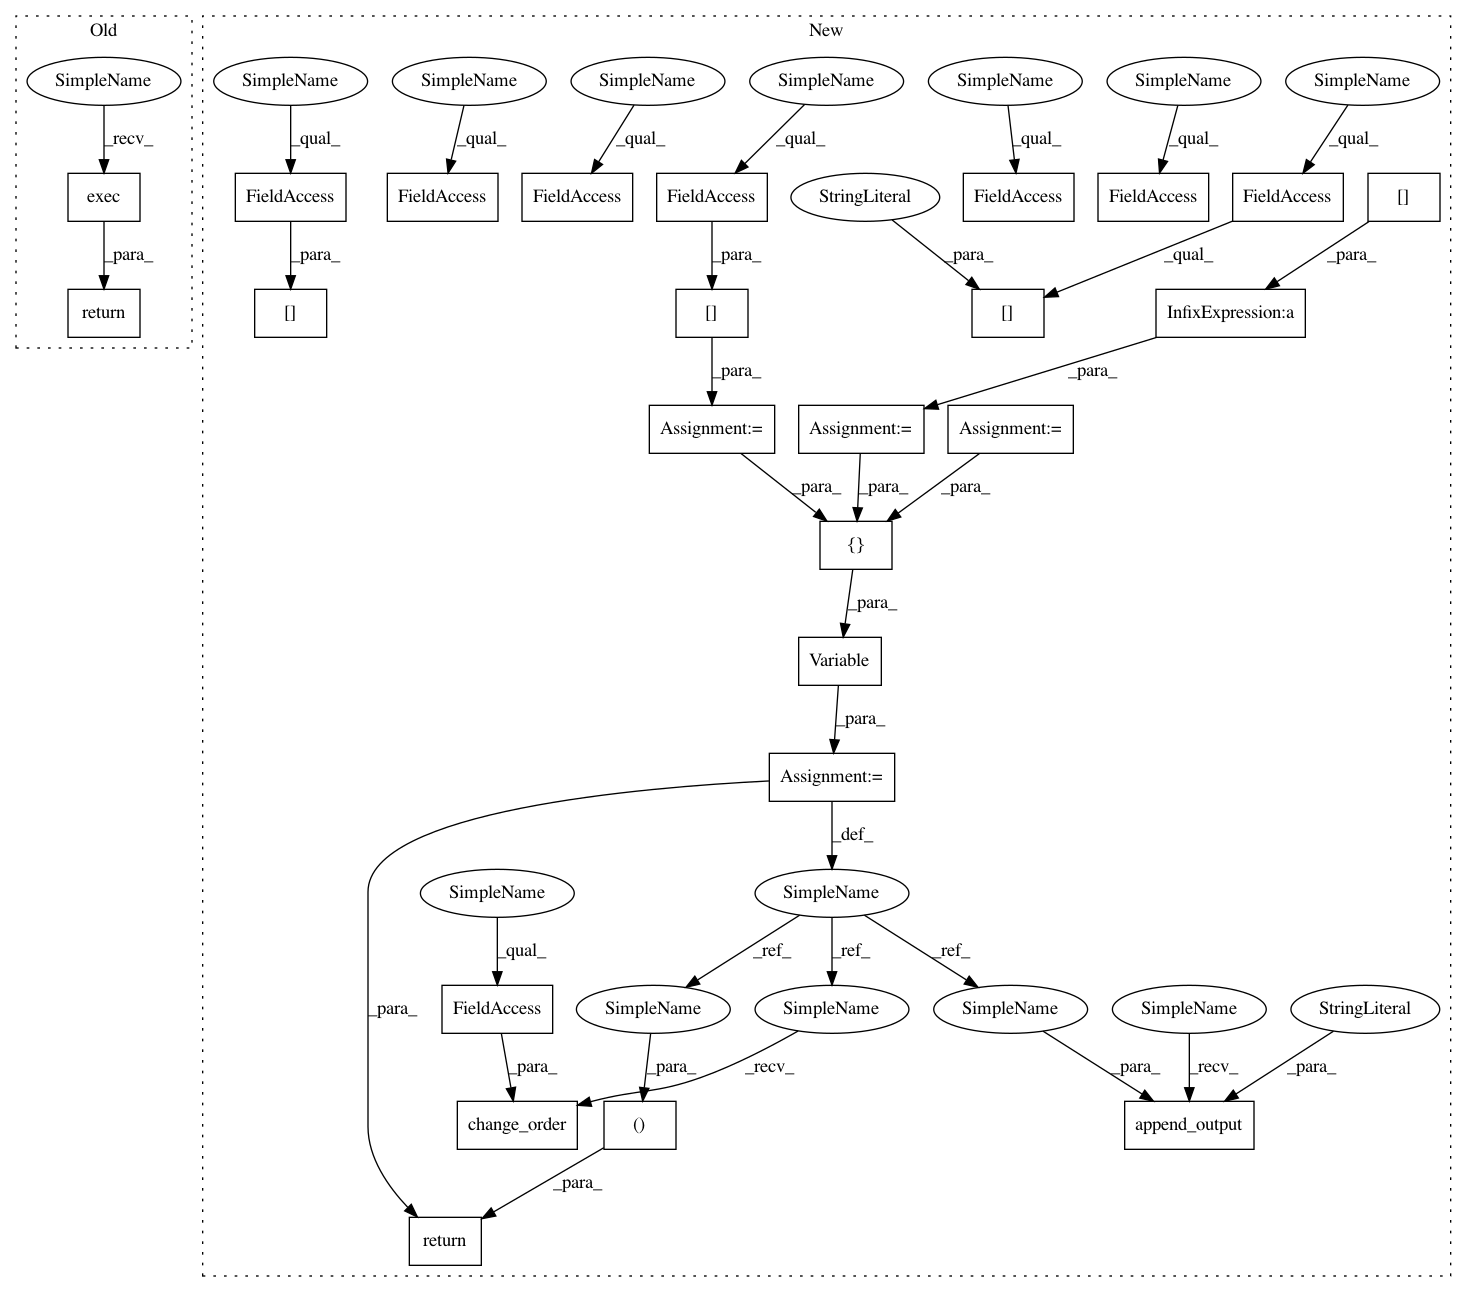 Old
New
SimpleName
SimpleName
SimpleName
SimpleName
SimpleName
SimpleName
SimpleName
SimpleName
_recv_
_qual_
_qual_
_qual_
_qual_
_qual_
_qual_
_qual_
exec
FieldAccess
FieldAccess
FieldAccess
FieldAccess
StringLiteral
FieldAccess
FieldAccess
FieldAccess
[]
_para_
_para_
_para_
_para_
_qual_
_para_
return
[]
[]
[]
InfixExpression:a
_para_
_para_
Assignment:=
Assignment:=
Assignment:=
_para_
_para_
_para_
{}
_para_
Variable
_para_
Assignment:=
_def_
SimpleName
SimpleName
_qual_
_ref_
_ref_
_ref_
_para_
FieldAccess
SimpleName
SimpleName
SimpleName
SimpleName
StringLiteral
_para_
_para_
_recv_
_para_
_recv_
_para_
change_order
()
append_output
_para_
return